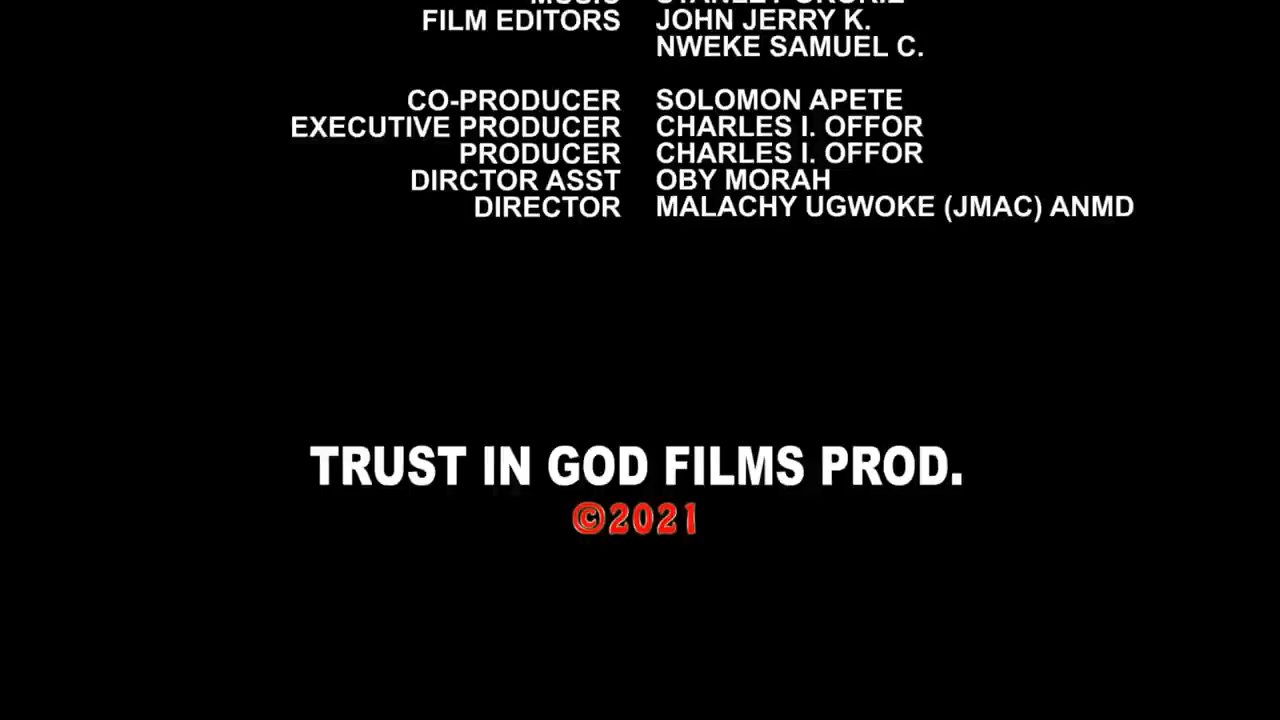 FILM EDITORS JOHN JERRY K.
NWEKE SAMUEL C.
CO-PRODUCER SOLOMON APETE
EXECUTIVE PRODUCER CHARLES I. OFFOR
PRODUCER CHARLES I. OFFOR
DIRCTOR ASST OBY MORAH
DIRECTOR MALACHY UGWOKE (JMAC) ANMD
TRUST IN GOD FILMS PROD.
©2021